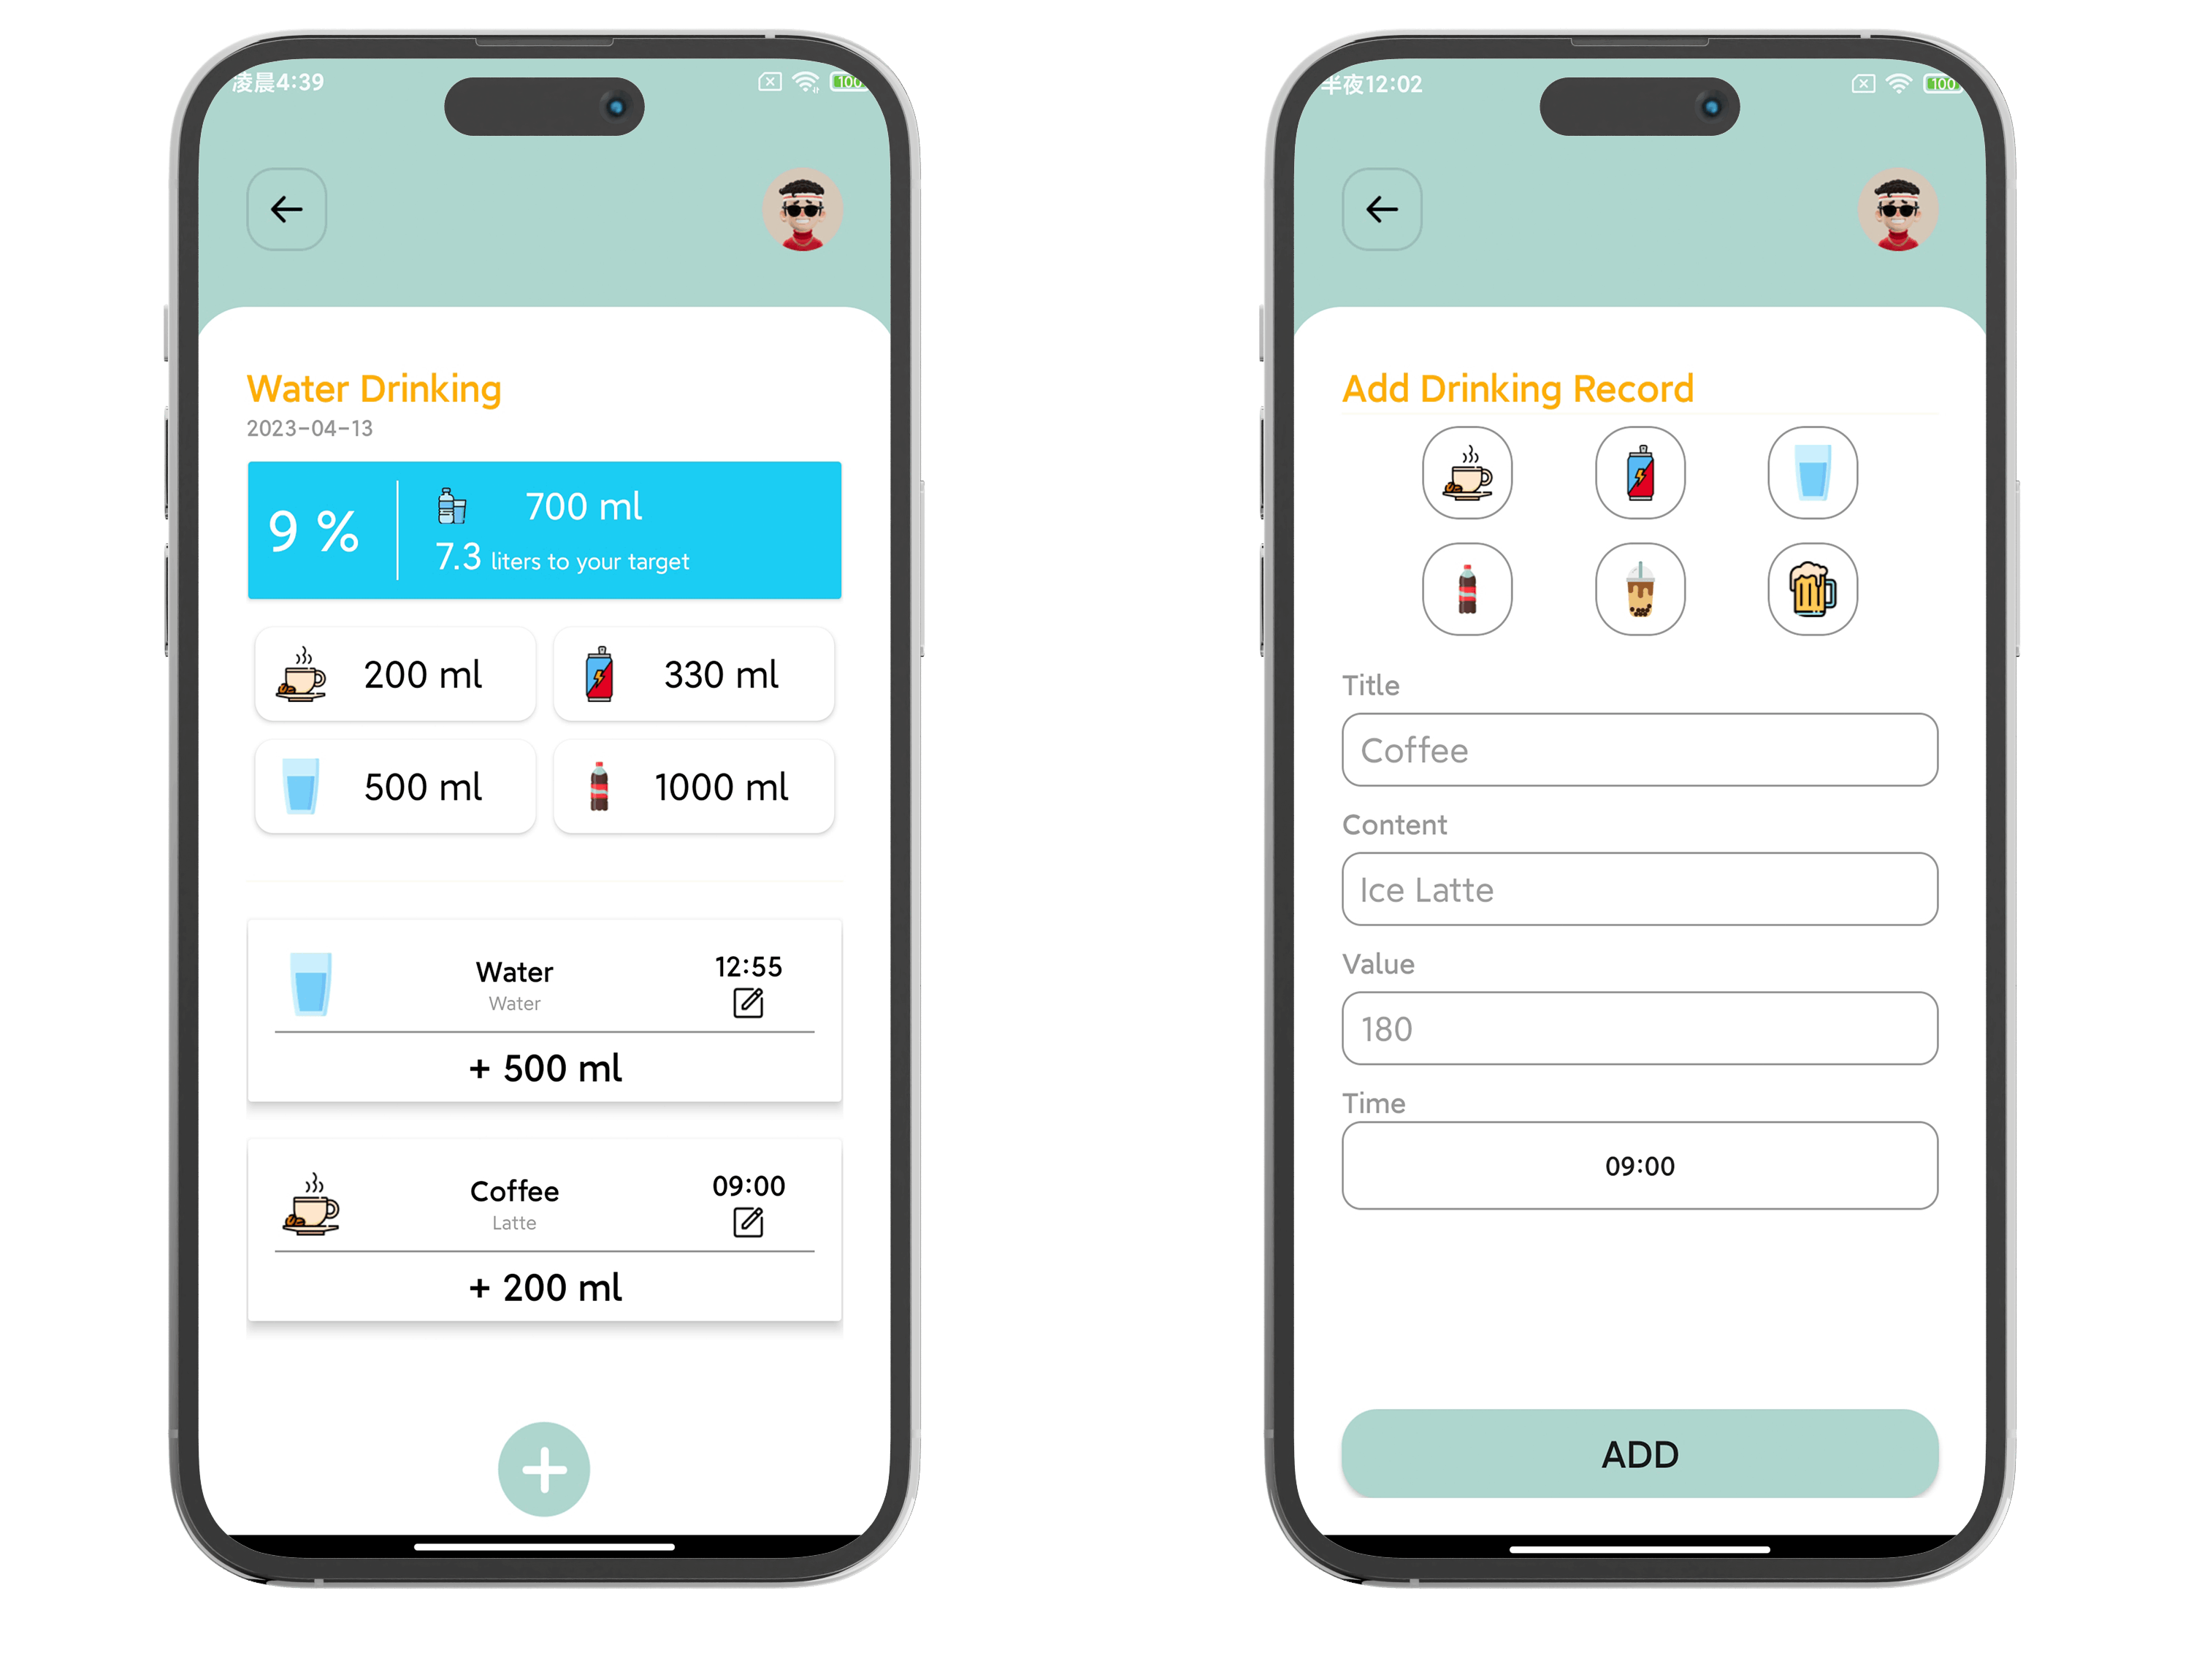 凌晨4:39
100
Water Drinking
2023-04-13
9 %
700 ml
7.3 liters to your target
200 ml
330 ml
500 ml
1000 ml
Water
Water
12:55
+ 500 ml
Coffee
Latte
09:00
+ 200 ml
半夜12:02
100
Add Drinking Record
Title
Coffee
Content
Ice Latte
Value
180
Time
09:00
ADD